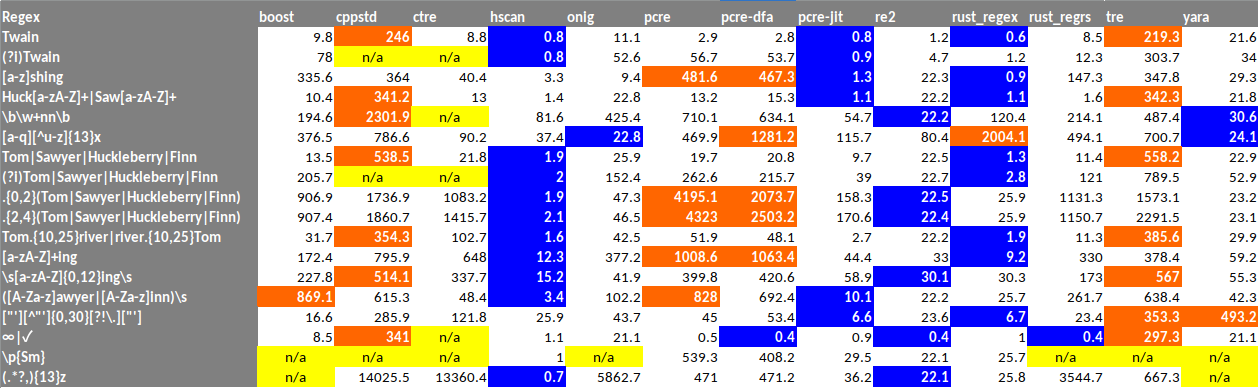 Regex boost cppstd ctre hscan onig pcre pcre-dfa pcre-jit re2 rust_regex rust_regrs tre yara
Twain 9.8 246 8.8 0.8 11.1 2.9 2.8 0.8 1.2 0.6 8.5 219.3 21.6
(?i)Twain 78 n/a n/a 0.8 52.6 56.7 53.7 0.9 4.7 1.2 12.3 303.7 34
[a-z]shing 335.6 364 40.4 3.3 9.4 481.6 467.3 1.3 22.3 0.9 147.3 347.8 29.3
Huck[a-zA-Z]+|Saw[a-zA-Z]+ 10.4 341.2 13 1.4 22.8 13.2 15.3 1.1 22.2 1.1 1.6 342.3 21.8
\b\w+nn\b 194.6 2301.9 n/a 81.6 425.4 710.1 634.1 54.7 22.2 120.4 214.1 487.4 30.6
[a-q][^u-z]{13}x 376.5 786.6 90.2 37.4 22.8 469.9 1281.2 115.7 80.4 2004.1 494.1 700.7 24.1
Tom|Sawyer|Huckleberry|Finn 13.5 538.5 21.8 1.9 25.9 19.7 20.8 9.7 22.5 1.3 11.4 558.2 22.9
(?i)Tom|Sawyer|Huckleberry|Finn 205.7 n/a n/a 2 152.4 262.6 215.7 39 22.7 2.8 121 789.5 52.9
.{0,2}(Tom|Sawyer|Huckleberry|Finn) 906.9 1736.9 1083.2 1.9 47.3 4195.1 2073.7 158.3 22.5 25.9 1131.3 1573.1 23.2
.{2,4}(Tom|Sawyer|Huckleberry|Finn) 907.4 1860.7 1415.7 2.1 46.5 4323 2503.2 170.6 22.4 25.9 1150.7 2291.5 23.1
Tom.{10,25}river|river.{10,25}Tom 31.7 354.3 102.7 1.6 42.5 51.9 48.1 2.7 22.2 1.9 11.3 385.6 29.9
[a-zA-Z]+ing 172.4 795.9 648 12.3 377.2 1008.6 1063.4 44.4 33 9.2 330 378.4 59.2
\s[a-zA-Z]{0,12}ing\s 227.8 514.1 337.7 15.2 41.9 399.8 420.6 58.9 30.1 30.3 173 567 55.3
([A-Za-z]awyer|[A-Za-z]inn)\s 869.1 615.3 48.4 3.4 102.2 828 692.4 10.1 22.2 25.7 261.7 638.4 42.3
["'][^"']{0,30}[?!\.]["'] 16.6 285.9 121.8 25.9 43.7 45 53.4 6.6 23.6 6.7 23.4 353.3 493.2
∞|✓ 8.5 341 n/a 1.1 21.1 0.5 0.4 0.9 0.4 1 0.4 297.3 21.1
\p{Sm} n/a n/a n/a 1 n/a 539.3 408.2 29.5 22.1 25.7 n/a n/a n/a
(.*?,){13}z n/a 14025.5 13360.4 0.7 5862.7 471 471.2 36.2 22.1 25.8 3544.7 667.3 n/a